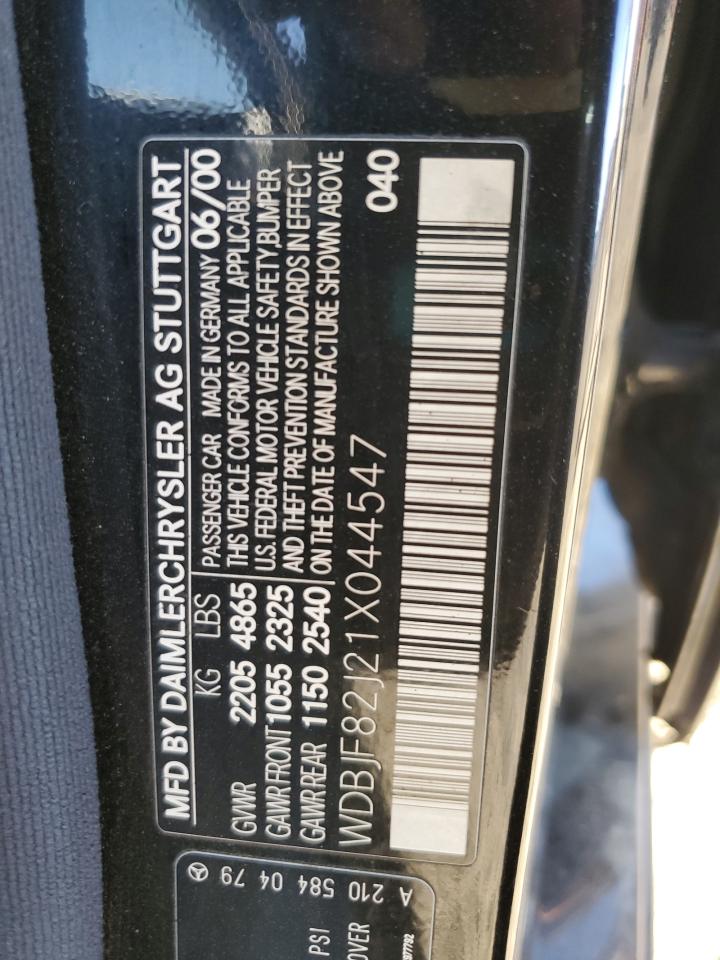 MFD BY DAIMLERCHRYSLER AG STUTTGART
KG LBS PASSENGER CAR MADE IN GERMANY 06/00
GVWR 2205 4865 THIS VEHICLE CONFORMS TO ALL APPLICABLE
U.S. FEDERAL MOTOR VEHICLE SAFETY,BUMPER
GAWR FRONT 1055 2325 AND THEFT PREVENTION STANDARDS IN EFFECT
GAWR REAR 1150 2540 ON THE DATE OF MANUFACTURE SHOWN ABOVE
WDBJF82J21X044547 040
A 210 584 04 79
PSI
OVER